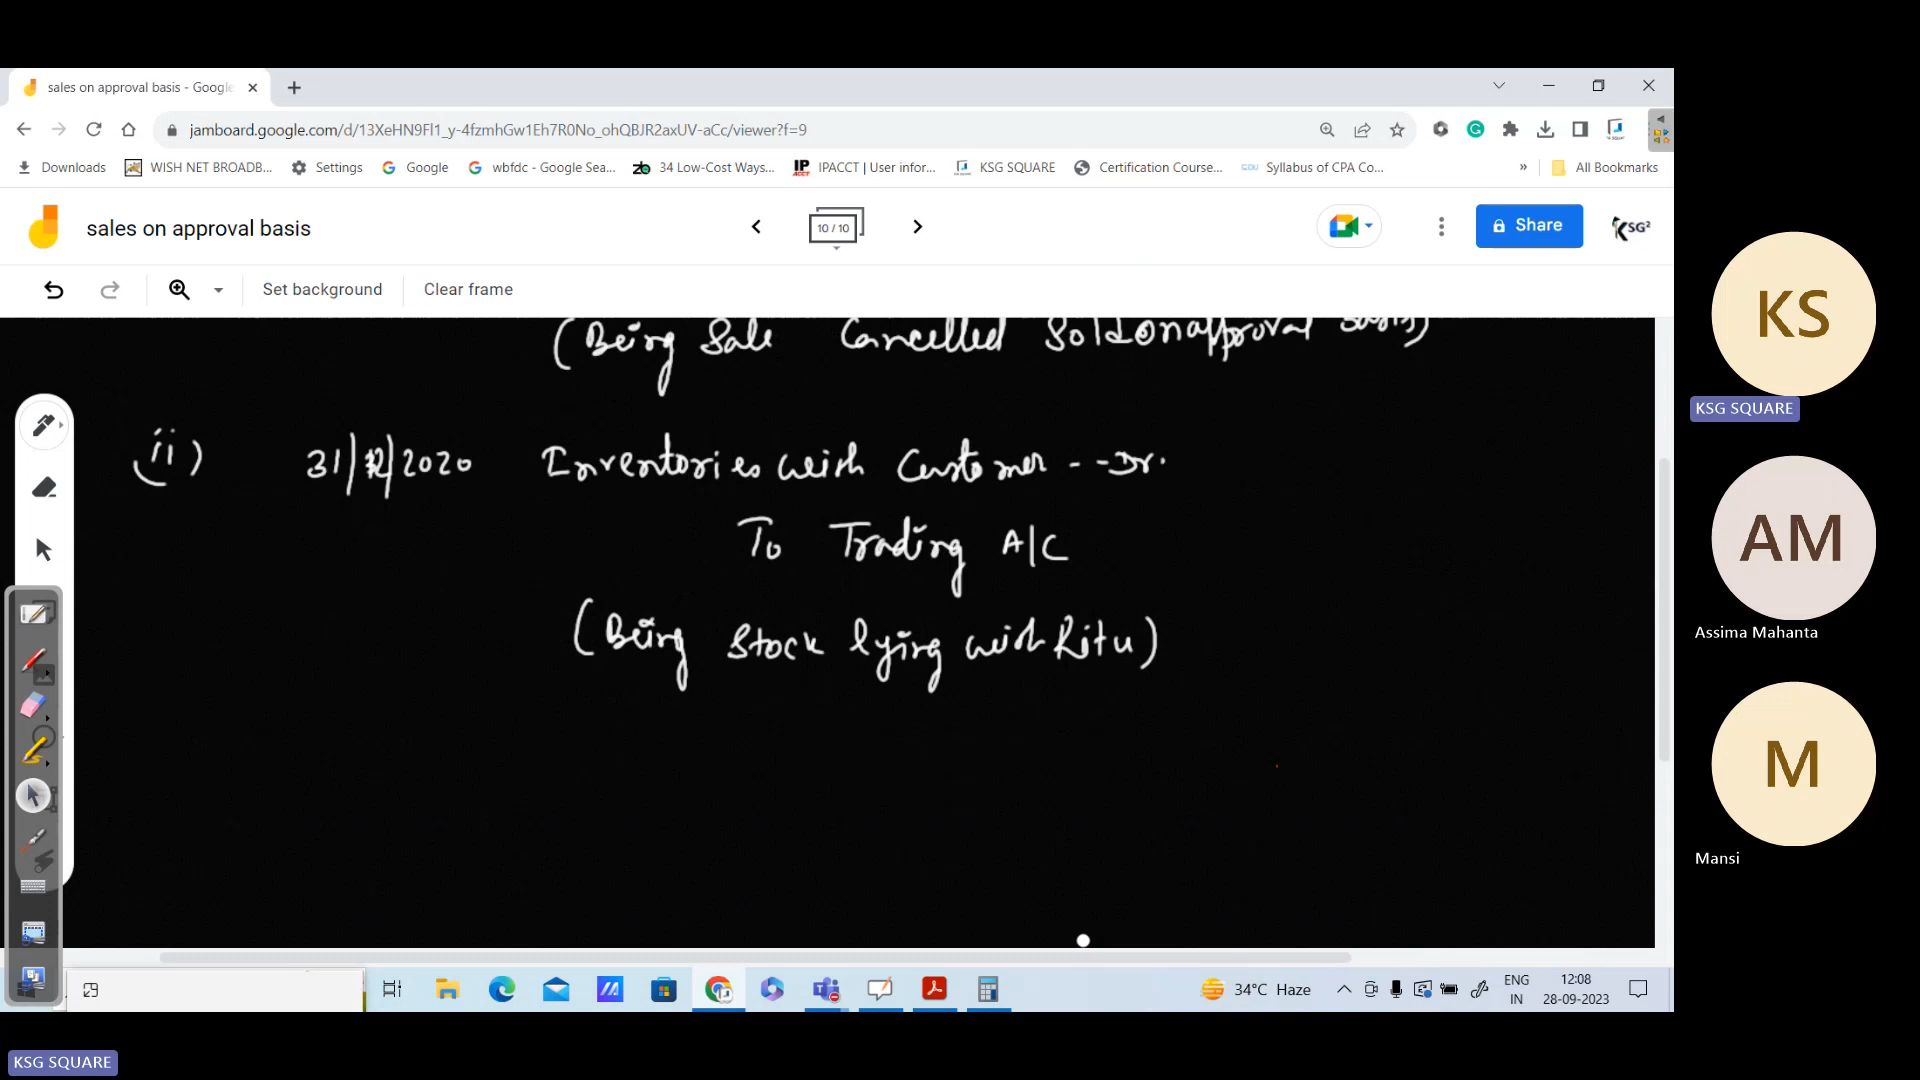 sales on approval basis - Google
jamboard.google.com/d/13XeHN9Fl1_y-4fzmhGw1Eh7R0No_ohQBJR2axUV-aCc/viewer?f=9
Downloads WISH NET BROADB... Settings Google wbfdc - Google Sea... 34 Low-Cost Ways... IPACCT | User infor... KSG SQUARE Certification Course... Syllabus of CPA Co... » All Bookmarks
sales on approval basis
10 / 10
Share
KSG²
Set background Clear frame
(Being Sale Cancelled Sold on approval basis)
(ii) 31/12/2020 Inventories with Customer - - Dr.
To Trading A/C
(Being Stock lying with Ritu)
KS
KSG SQUARE
AM
Assima Mahanta
M
Mansi
34°C Haze
ENG
IN
12:08
28-09-2023
KSG SQUARE